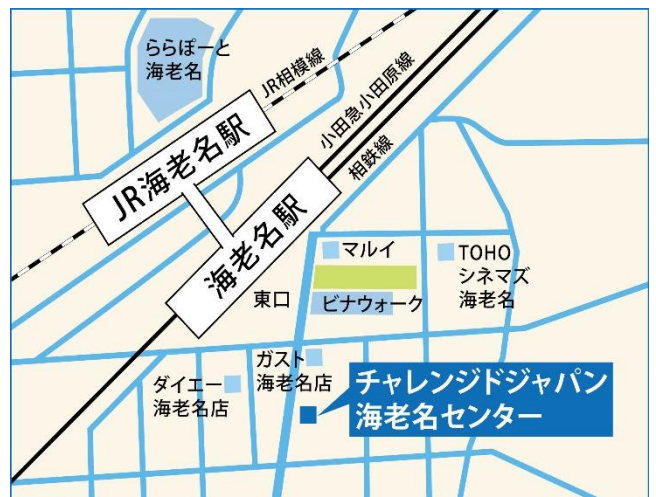 ららぽーと
海老名
JR相模線
小田急小田原線
相鉄線
JR海老名駅
海老名駅
マルイ
TOHO
シネマズ
海老名
東口
ビナウォーク
ガスト
海老名店
ダイエー
海老名店
チャレンジドジャパン
海老名センター